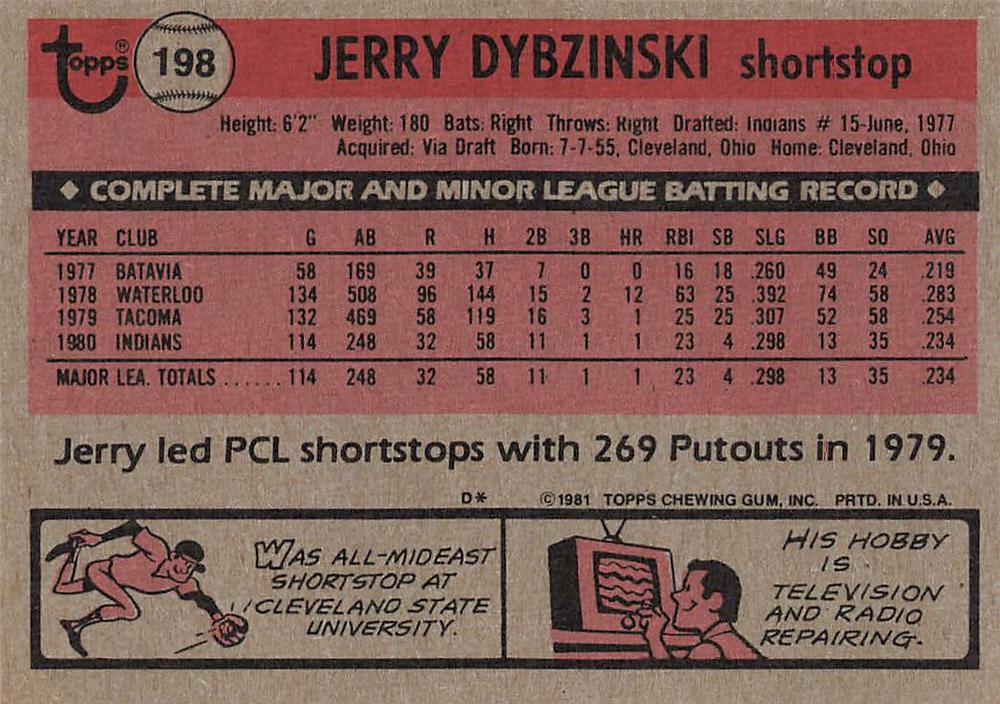 topps® 198 JERRY DYBZINSKI shortstop
Height: 6'2" Weight: 180 Bats: Right Throws: Right Drafted: Indians # 15-June, 1977
Acquired: Via Draft Born: 7-7-55, Cleveland, Ohio Home: Cleveland, Ohio
◆ COMPLETE MAJOR AND MINOR LEAGUE BATTING RECORD ◆
YEAR CLUB G AB R H 2B 3B HR RBI SB SLG BB SO AVG
1977 BATAVIA 58 169 39 37 7 0 0 16 18 .260 49 24 .219
1978 WATERLOO 134 508 96 144 15 2 12 63 25 .392 74 58 .283
1979 TACOMA 132 469 58 119 16 3 1 25 25 .307 52 58 .254
1980 INDIANS 114 248 32 58 11 1 1 23 4 .298 13 35 .234
MAJOR LEA. TOTALS ...... 114 248 32 58 11 1 1 23 4 .298 13 35 .234
Jerry led PCL shortstops with 269 Putouts in 1979.
D* ©1981 TOPPS CHEWING GUM, INC. PRTD. IN U.S.A.
WAS ALL-MIDEAST
SHORTSTOP AT
CLEVELAND STATE
UNIVERSITY.
HIS HOBBY
IS
TELEVISION
AND RADIO
REPAIRING.